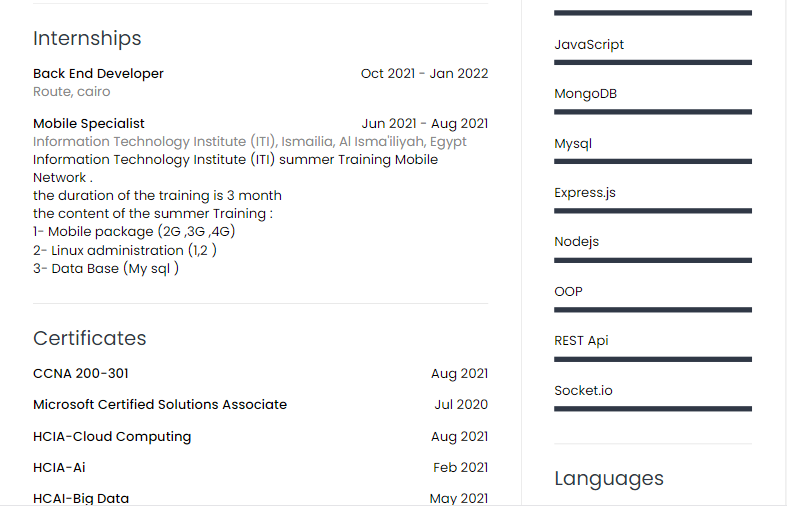 Internships
Back End Developer Oct 2021 - Jan 2022
Route, cairo
Mobile Specialist Jun 2021 - Aug 2021
Information Technology Institute (ITI), Ismailia, Al Isma'iliyah, Egypt
Information Technology Institute (ITI) summer Training Mobile
Network .
the duration of the training is 3 month
the content of the summer Training :
1- Mobile package (2G ,3G ,4G)
2- Linux administration (1,2 )
3- Data Base (My sql )
Certificates
CCNA 200-301 Aug 2021
Microsoft Certified Solutions Associate Jul 2020
HCIA-Cloud Computing Aug 2021
HCIA-Ai Feb 2021
HCAI-Big Data May 2021
JavaScript
MongoDB
Mysql
Express.js
Nodejs
OOP
REST Api
Socket.io
Languages